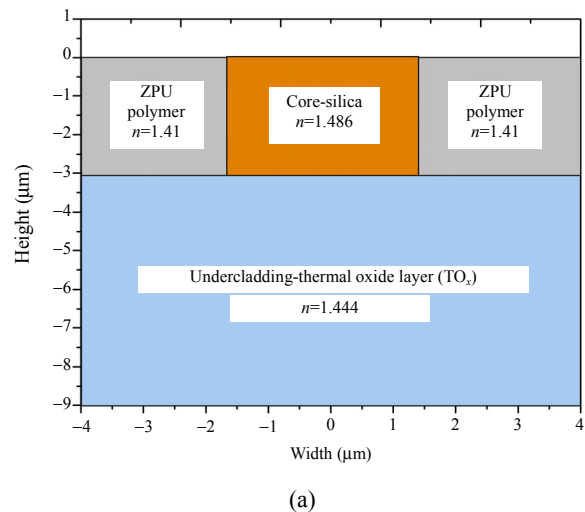 1
0
−1
−2
−3
−4
−5
−6
−7
−8
−9
Height (μm)
ZPU
polymer
n=1.41
Core-silica
n=1.486
ZPU
polymer
n=1.41
Undercladding-thermal oxide layer (TOₓ)
n=1.444
−4 −3 −2 −1 0 1 2 3 4
Width (μm)
(a)